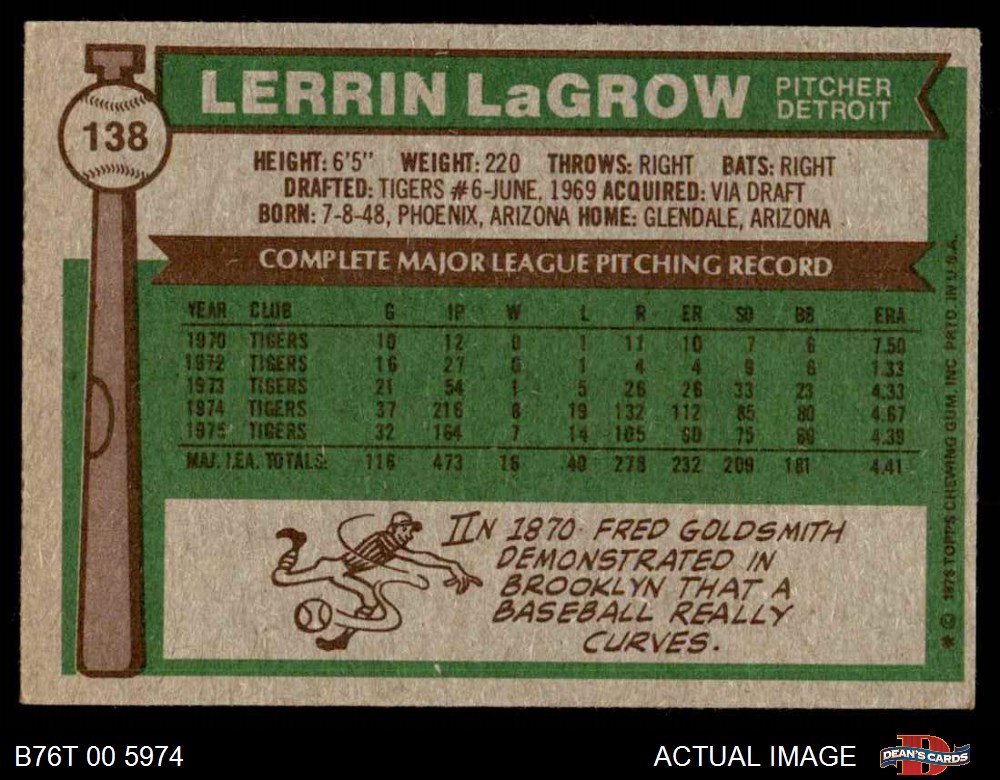 LERRIN LaGROW
PITCHER
DETROIT
138
HEIGHT: 6'5" WEIGHT: 220 THROWS: RIGHT BATS: RIGHT
DRAFTED: TIGERS #6-JUNE, 1969 ACQUIRED: VIA DRAFT
BORN: 7-8-48, PHOENIX, ARIZONA HOME: GLENDALE, ARIZONA
COMPLETE MAJOR LEAGUE PITCHING RECORD
YEAR CLUB G IP W L R ER SO BB ERA
1970 TIGERS 10 12 0 1 11 10 7 6 7.50
1972 TIGERS 16 27 0 1 4 4 9 6 1.33
1973 TIGERS 21 54 1 5 26 26 33 23 4.33
1974 TIGERS 37 216 8 19 132 112 85 80 4.67
1975 TIGERS 32 164 7 14 105 80 75 66 4.39
MAJ. LEA. TOTALS: 116 473 16 40 278 232 209 181 4.41
IN 1870 FRED GOLDSMITH
DEMONSTRATED IN
BROOKLYN THAT A
BASEBALL REALLY
CURVES.
* © 1976 TOPPS CHEWING GUM, INC. PRTD. IN U.S.A.
B76T 00 5974
ACTUAL IMAGE
DEAN'S CARDS